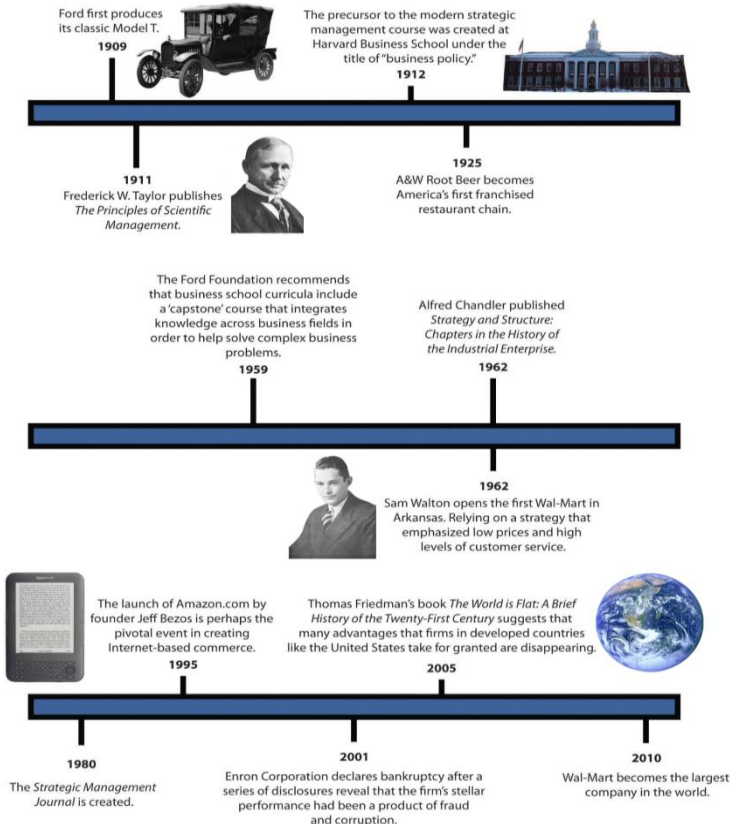 Ford first produces
its classic Model T.
1909
The precursor to the modern strategic
management course was created at
Harvard Business School under the
title of "business policy."
1912
1911
Frederick W. Taylor publishes
The Principles of Scientific
Management.
1925
A&W Root Beer becomes
America's first franchised
restaurant chain.
The Ford Foundation recommends
that business school curricula include
a 'capstone' course that integrates
knowledge across business fields in
order to help solve complex business
problems.
1959
Alfred Chandler published
Strategy and Structure:
Chapters in the History of
the Industrial Enterprise.
1962
1962
Sam Walton opens the first Wal-Mart in
Arkansas. Relying on a strategy that
emphasized low prices and high
levels of customer service.
The launch of Amazon.com by
founder Jeff Bezos is perhaps the
pivotal event in creating
Internet-based commerce.
1995
Thomas Friedman's book The World is Flat: A Brief
History of the Twenty-First Century suggests that
many advantages that firms in developed countries
like the United States take for granted are disappearing.
2005
1980
The Strategic Management
Journal is created.
2001
Enron Corporation declares bankruptcy after a
series of disclosures reveal that the firm's stellar
performance had been a product of fraud
and corruption.
2010
Wal-Mart becomes the largest
company in the world.